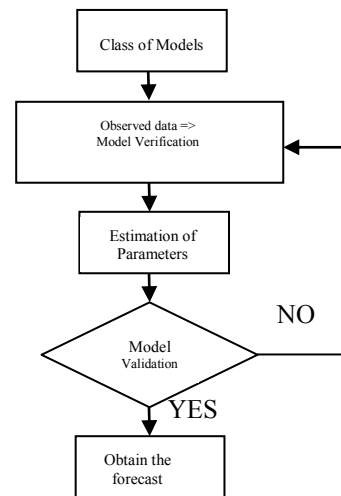 Class of Models
Observed data =>
Model Verification
Estimation of
Parameters
Model
Validation
NO
YES
Obtain the
forecast